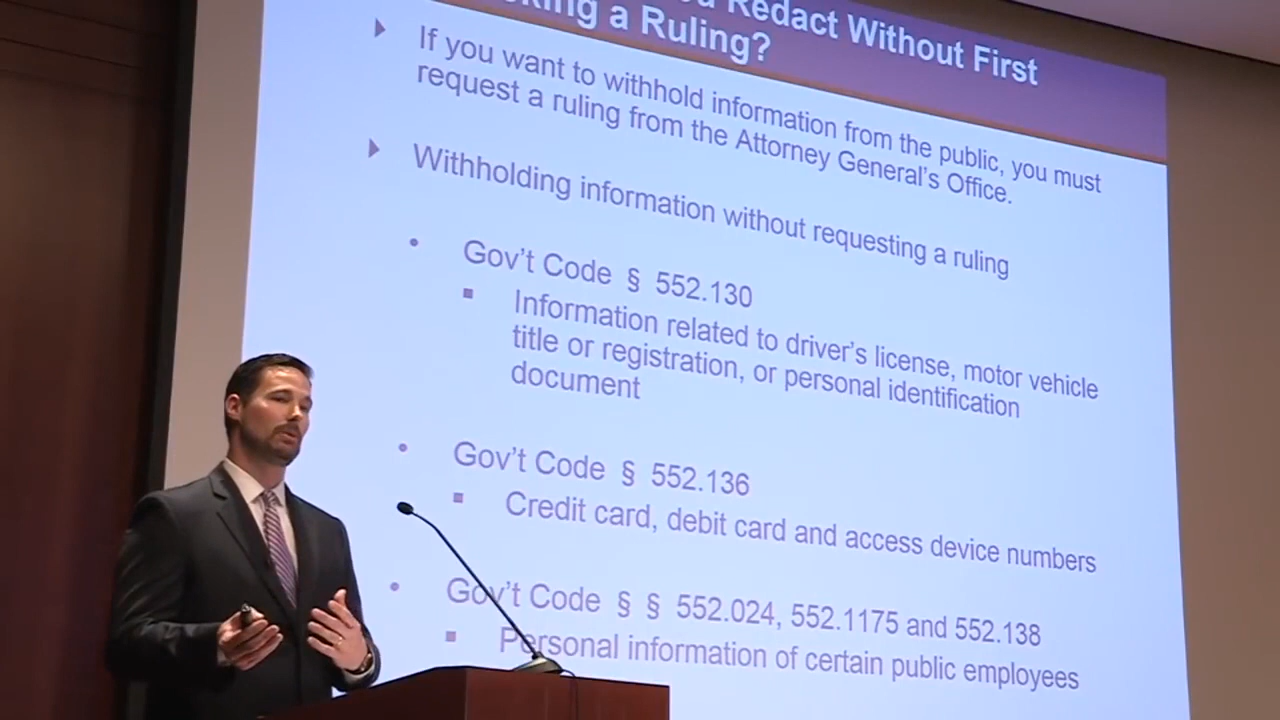 Redact Without First
a Ruling?
If you want to withhold information from the public, you must
request a ruling from the Attorney General's Office.
Withholding information without requesting a ruling
Gov't Code § 552.130
Information related to driver's license, motor vehicle
title or registration, or personal identification
document
Gov't Code § 552.136
Credit card, debit card and access device numbers
Gov't Code § § 552.024, 552.1175 and 552.138
Personal information of certain public employees